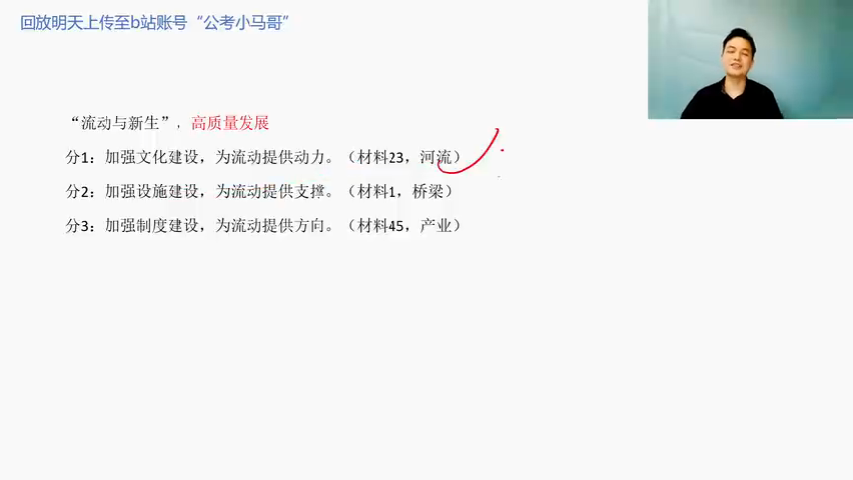 回放明天上传至b站账号“公考小马哥”
“流动与新生”，高质量发展
分1：加强文化建设，为流动提供动力。（材料23，河流）
分2：加强设施建设，为流动提供支撑。（材料1，桥梁）
分3：加强制度建设，为流动提供方向。（材料45，产业）